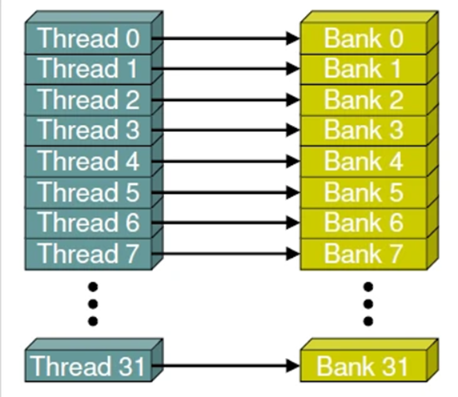 Thread 0 Bank 0
Thread 1 Bank 1
Thread 2 Bank 2
Thread 3 Bank 3
Thread 4 Bank 4
Thread 5 Bank 5
Thread 6 Bank 6
Thread 7 Bank 7
Thread 31 Bank 31